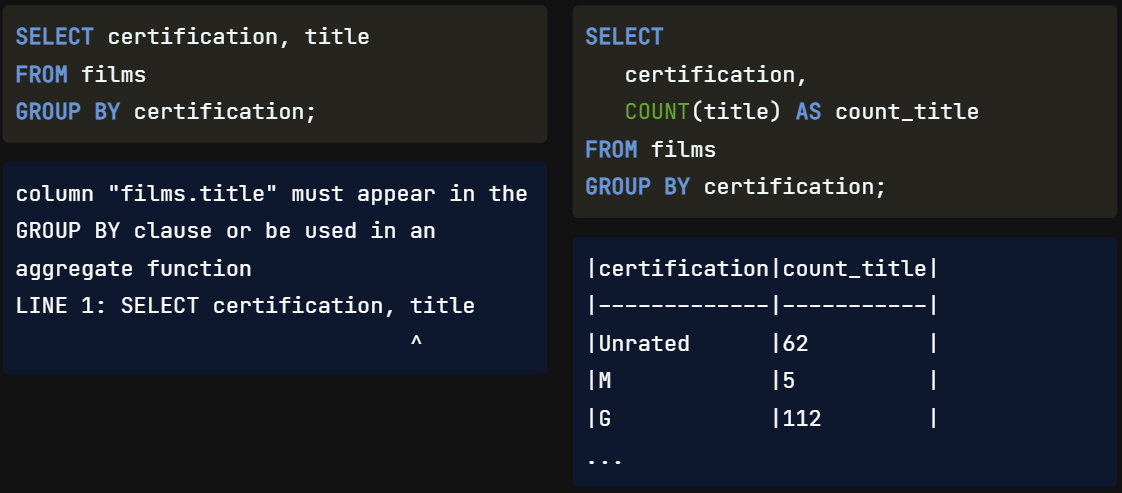 SELECT certification, title
FROM films
GROUP BY certification;
column "films.title" must appear in the
GROUP BY clause or be used in an
aggregate function
LINE 1: SELECT certification, title
                              ^
SELECT
   certification,
   COUNT(title) AS count_title
FROM films
GROUP BY certification;
|certification|count_title|
|-------------|-----------|
|Unrated      |62         |
|M            |5          |
|G            |112        |
...